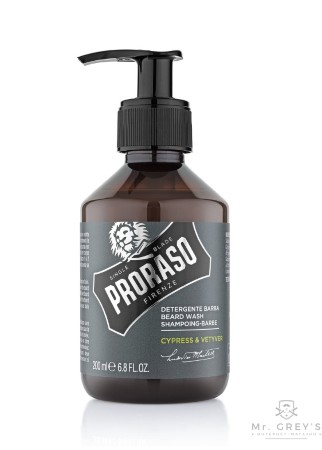 SINGLE BLADE
PRORASO
FIRENZE
DETERGENTE BARBA
BEARD WASH
SHAMPOING-BARBE
CYPRESS & VETYVER
200 ml e 6.8 FL.OZ.
Mr. GREY'S